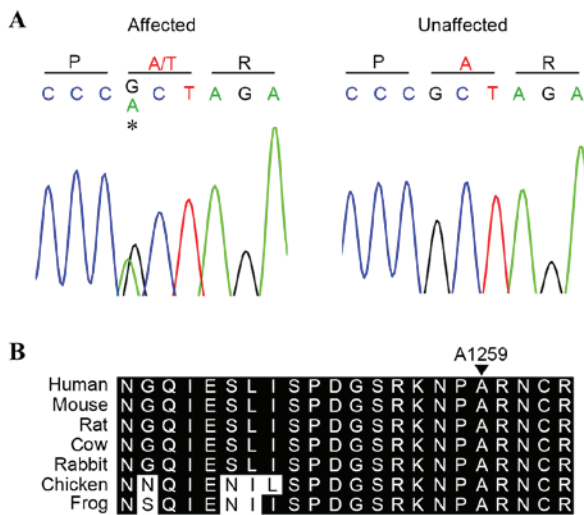 A
Affected
Unaffected
P A/T R
P A R
C C C G C T A G A
A
*
C C C G C T A G A
B
A1259
Human N G Q I E S L I S P D G S R K N P A R N C R
Mouse N G Q I E S L I S P D G S R K N P A R N C R
Rat N G Q I E S L I S P D G S R K N P A R N C R
Cow N G Q I E S L I S P D G S R K N P A R N C R
Rabbit N G Q I E S L I S P D G S R K N P A R N C R
Chicken N N Q I E N I L S P D G S R K N P A R N C R
Frog N S Q I E N I I S P D G S R K N P A R N C R